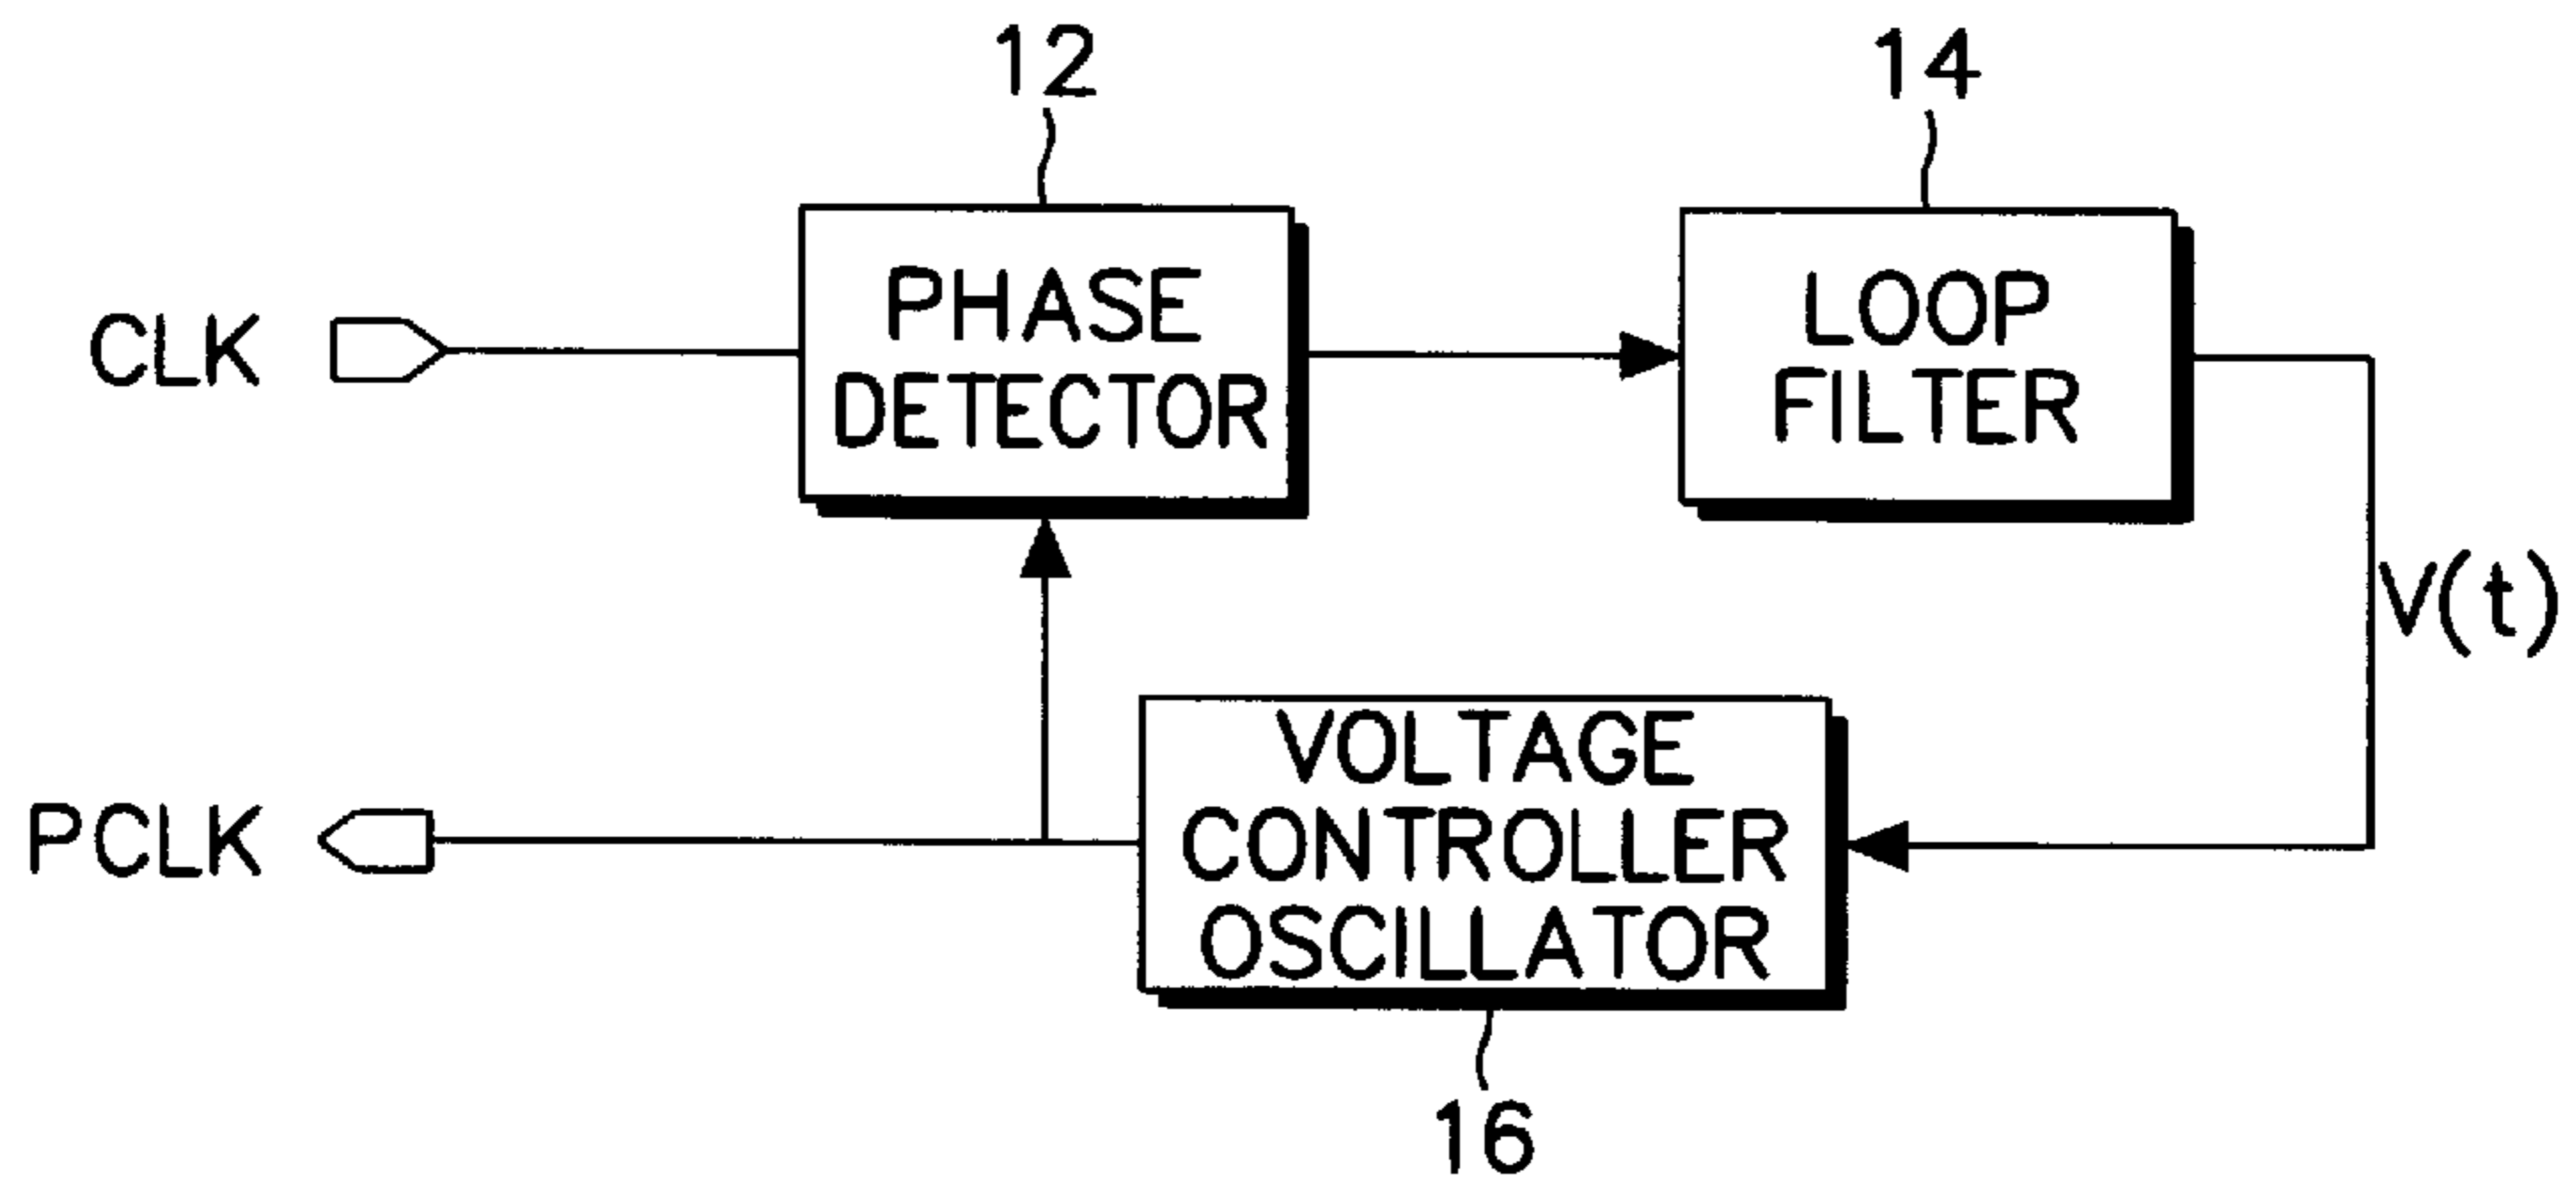 12
14
CLK
PHASE
DETECTOR
LOOP
FILTER
V(t)
PCLK
VOLTAGE
CONTROLLER
OSCILLATOR
16